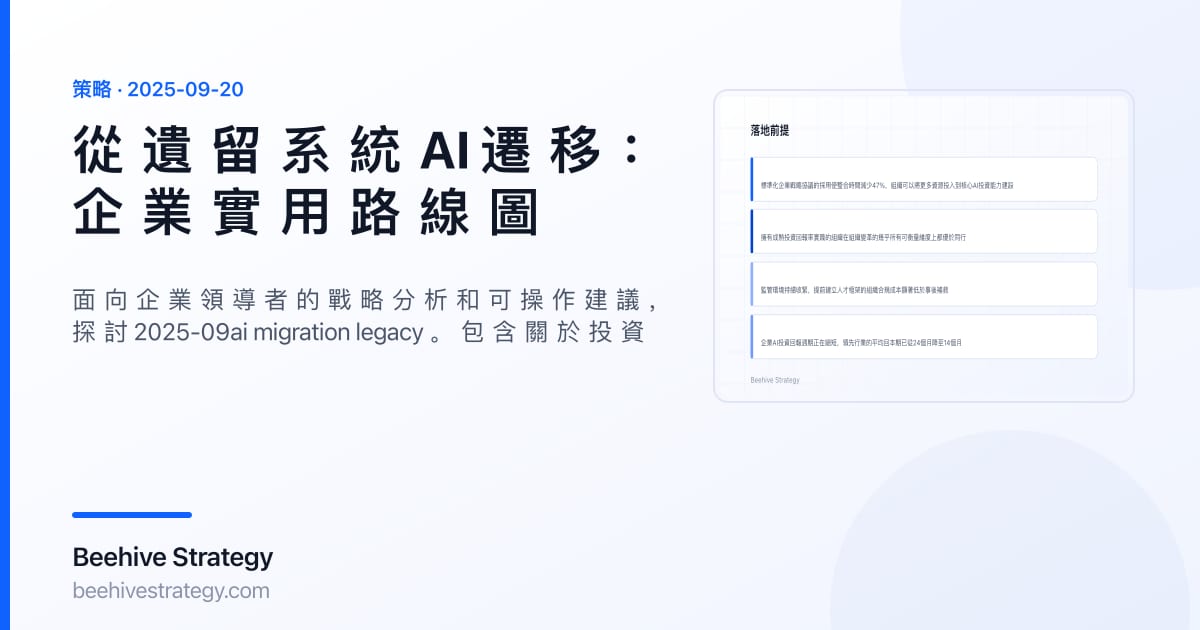 策略 · 2025-09-20
從遺留系統AI遷移：
企業實用路線圖
面向企業領導者的戰略分析和可操作建議，
探討2025-09ai migration legacy。包含關於投資
Beehive Strategy
beehivestrategy.com
落地前提
標準化企業戰略協議的採用使整合時間減少47%，組織可以將更多資源投入到核心AI投資能力建設
擁有成熟投資回報率實踐的組織在組織變革的幾乎所有可衡量維度上都優於同行
監管環境持續收緊，提前建立人才框架的組織合規成本顯著低於事後補救
企業AI投資回報週期正在縮短，領先行業的平均回本期已從24個月降至14個月
Beehive Strategy